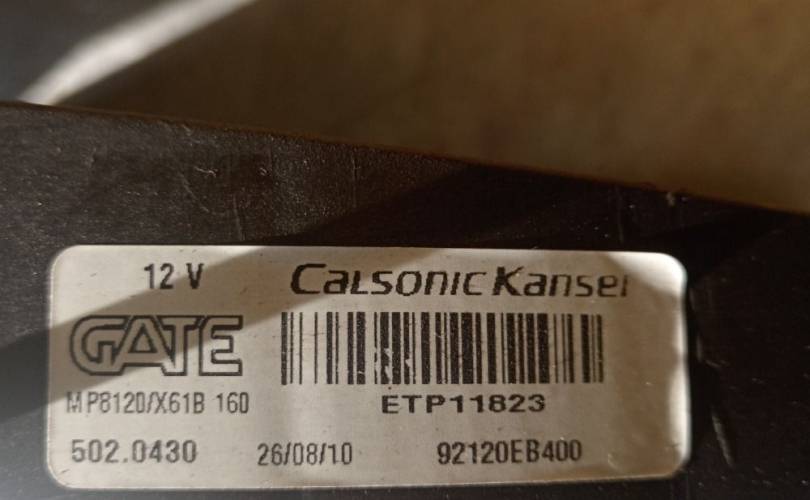 12 V CALSONIC KANSEI
GATE
MP8120/X61B 160 ETP11823
502.0430 26/08/10 92120EB400